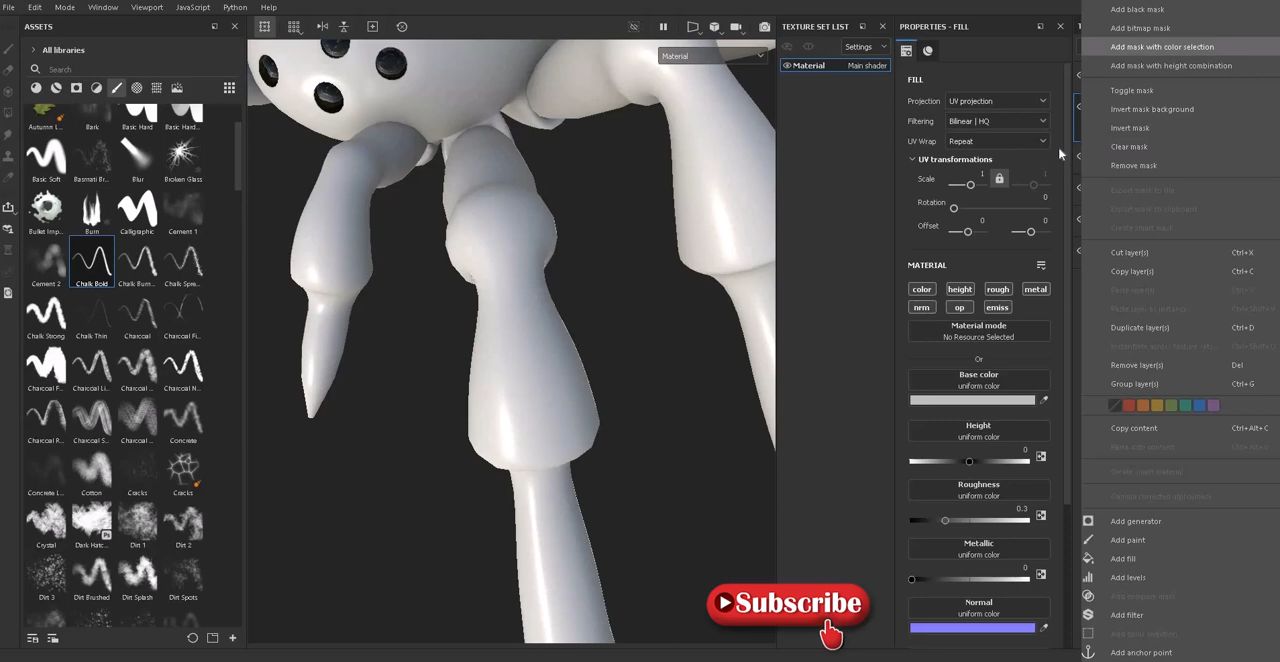 File Edit Mode Window Viewport JavaScript Python Help
ASSETS
All libraries
Search
Autumn L... Bark Basic Hard Basic Hard...
Basic Soft Basmati Br... Blur Broken Glass
Bullet Imp... Burn Calligraphic Cement 1
Cement 2 Chalk Bold Chalk Bum... Chalk Spre...
Chalk Strong Chalk Thin Charcoal Charcoal Fi...
Charcoal F... Charcoal Li... Charcoal M... Charcoal N...
Charcoal R... Charcoal S... Charcoal W... Concrete
Concrete L... Cotton Cracks Cracks
Crystal Dark Hatc... Dirt 1 Dirt 2
Dirt 3 Dirt Brushed Dirt Splash Dirt Spots
Material
Subscribe
TEXTURE SET LIST
Settings
Material Main shader
PROPERTIES - FILL
FILL
Projection UV projection
Filtering Bilinear | HQ
UV Wrap Repeat
UV transformations
Scale 1 1
Rotation 0
Offset 0 0
MATERIAL
color height rough metal
nrm op emiss
Material mode
No Resource Selected
Or
Base color
uniform color
Height
uniform color
0
Roughness
uniform color
0.3
Metallic
uniform color
0
Normal
uniform color
Add black mask
Add bitmap mask
Add mask with color selection
Add mask with height combination
Toggle mask
Invert mask background
Invert mask
Clear mask
Remove mask
Cut layer(s) Ctrl+X
Copy layer(s) Ctrl+C
Duplicate layer(s) Ctrl+D
Remove layer(s) Del
Group layer(s) Ctrl+G
Copy content Ctrl+Alt+C
Add generator
Add paint
Add fill
Add levels
Add filter
Add anchor point